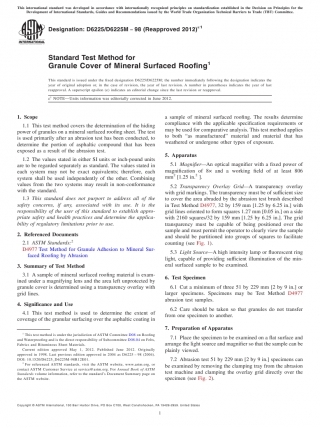 This international standard was developed in accordance with internationally recognized principles on standardization established in the Decision on Principles for the
Development of International Standards, Guides and Recommendations issued by the World Trade Organization Technical Barriers to Trade (TBT) Committee.
Designation: D6225/D6225M − 98 (Reapproved 2012)ε1
Standard Test Method for
Granule Cover of Mineral Surfaced Roofing1
This standard is issued under the fixed designation D6225/D6225M; the number immediately following the designation indicates the
year of original adoption or, in the case of revision, the year of last revision. A number in parentheses indicates the year of last
reapproval. A superscript epsilon (ε) indicates an editorial change since the last revision or reapproval.
ε1 NOTE—Units information was editorially corrected in June 2012.
1. Scope
1.1 This test method covers the determination of the hiding
power of granules on a mineral surfaced roofing sheet. The test
is used primarily after an abrasion test has been conducted, to
determine the portion of asphaltic compound that has been
exposed as a result of the abrasion test.
1.2 The values stated in either SI units or inch-pound units
are to be regarded separately as standard. The values stated in
each system may not be exact equivalents; therefore, each
system shall be used independently of the other. Combining
values from the two systems may result in non-conformance
with the standard.
1.3 This standard does not purport to address all of the
safety concerns, if any, associated with its use. It is the
responsibility of the user of this standard to establish appro-
priate safety and health practices and determine the applica-
bility of regulatory limitations prior to use.
2. Referenced Documents
2.1 ASTM Standards:2
D4977 Test Method for Granule Adhesion to Mineral Sur-
faced Roofing by Abrasion
3. Summary of Test Method
3.1 A sample of mineral surfaced roofing material is exam-
ined under a magnifying lens and the area left unprotected by
granule cover is determined using a transparency overlay with
grid lines.
4. Significance and Use
4.1 This test method is used to determine the extent of
coverage of the granular surfacing over the asphaltic coating in
1 This test method is under the jurisdiction of ASTM Committee D08 on Roofing
and Waterproofing and is the direct responsibility of Subcommittee D08.04 on Felts,
Fabrics and Bituminous Sheet Materials.
Current edition approved May 1, 2012. Published June 2012. Originally
approved in 1998. Last previous edition approved in 2006 as D6225 – 98 (2006).
DOI: 10.1520/D6225_D6225M-98R12E01.
2 For referenced ASTM standards, visit the ASTM website, www.astm.org, or
contact ASTM Customer Service at service@astm.org. For Annual Book of ASTM
Standards volume information, refer to the standard's Document Summary page on
the ASTM website.
a sample of mineral surfaced roofing. The results determine
compliance with the applicable specification requirements or
may be used for comparative analysis. This test method applies
to both "as manufactured" material and material that has
weathered or undergone other types of exposure.
5. Apparatus
5.1 Magnifier—An optical magnifier with a fixed power of
magnification of 8x and a working field of at least 806
mm2 [1.25 in.2].
5.2 Transparency Overlay Grid—A transparency overlay
with grid markings. The transparency must be of sufficient size
to cover the area abraded by the abrasion test brush described
in Test Method D4977, 32 by 159 mm [1.25 by 6.25 in.] with
grid lines oriented to form squares 1.27 mm [0.05 in.] on a side
with 3160 squares/32 by 159 mm [1.25 by 6.25 in.]. The grid
transparency must be capable of being positioned over the
sample and must permit the operator to clearly view the sample
and should be partitioned into groups of squares to facilitate
counting (see Fig. 1).
5.3 Light Source—A high intensity lamp or fluorescent ring
light, capable of providing sufficient illumination of the min-
eral surface sample to be examined.
6. Test Specimen
6.1 Cut a minimum of three 51 by 229 mm [2 by 9 in.] or
larger specimens. Specimens may be Test Method D4977
abrasion test samples.
6.2 Care should be taken so that granules do not transfer
from one specimen to another.
7. Preparation of Apparatus
7.1 Place the specimen to be examined on a flat surface and
arrange the light source and magnifier so that the sample can be
plainly viewed.
7.2 Abrasion test 51 by 229 mm [2 by 9 in.] specimens can
be examined by removing the clamping tray from the abrasion
test machine and clamping the overlay grid directly over the
specimen (see Fig. 2).
Copyright © ASTM International, 100 Barr Harbor Drive, PO Box C700, West Conshohocken, PA 19428-2959. United States
1